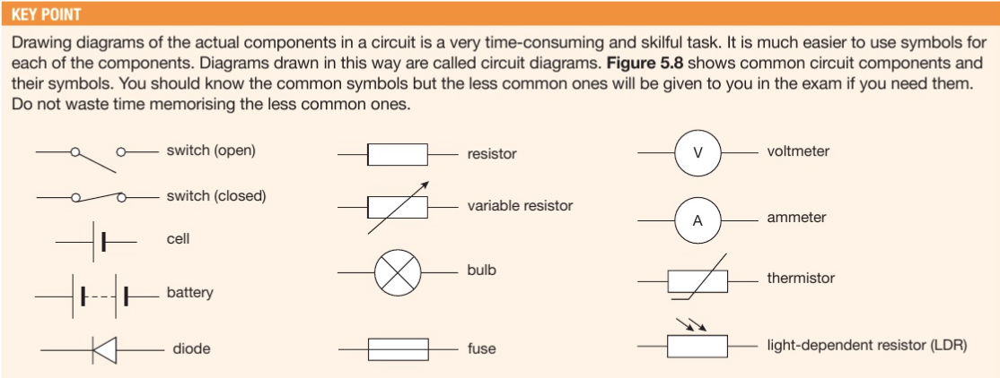 KEY POINT
Drawing diagrams of the actual components in a circuit is a very time-consuming and skilful task. It is much easier to use symbols for
each of the components. Diagrams drawn in this way are called circuit diagrams. Figure 5.8 shows common circuit components and
their symbols. You should know the common symbols but the less common ones will be given to you in the exam if you need them.
Do not waste time memorising the less common ones.
switch (open)
switch (closed)
cell
battery
diode
resistor
variable resistor
bulb
fuse
V
voltmeter
A
ammeter
thermistor
light-dependent resistor (LDR)